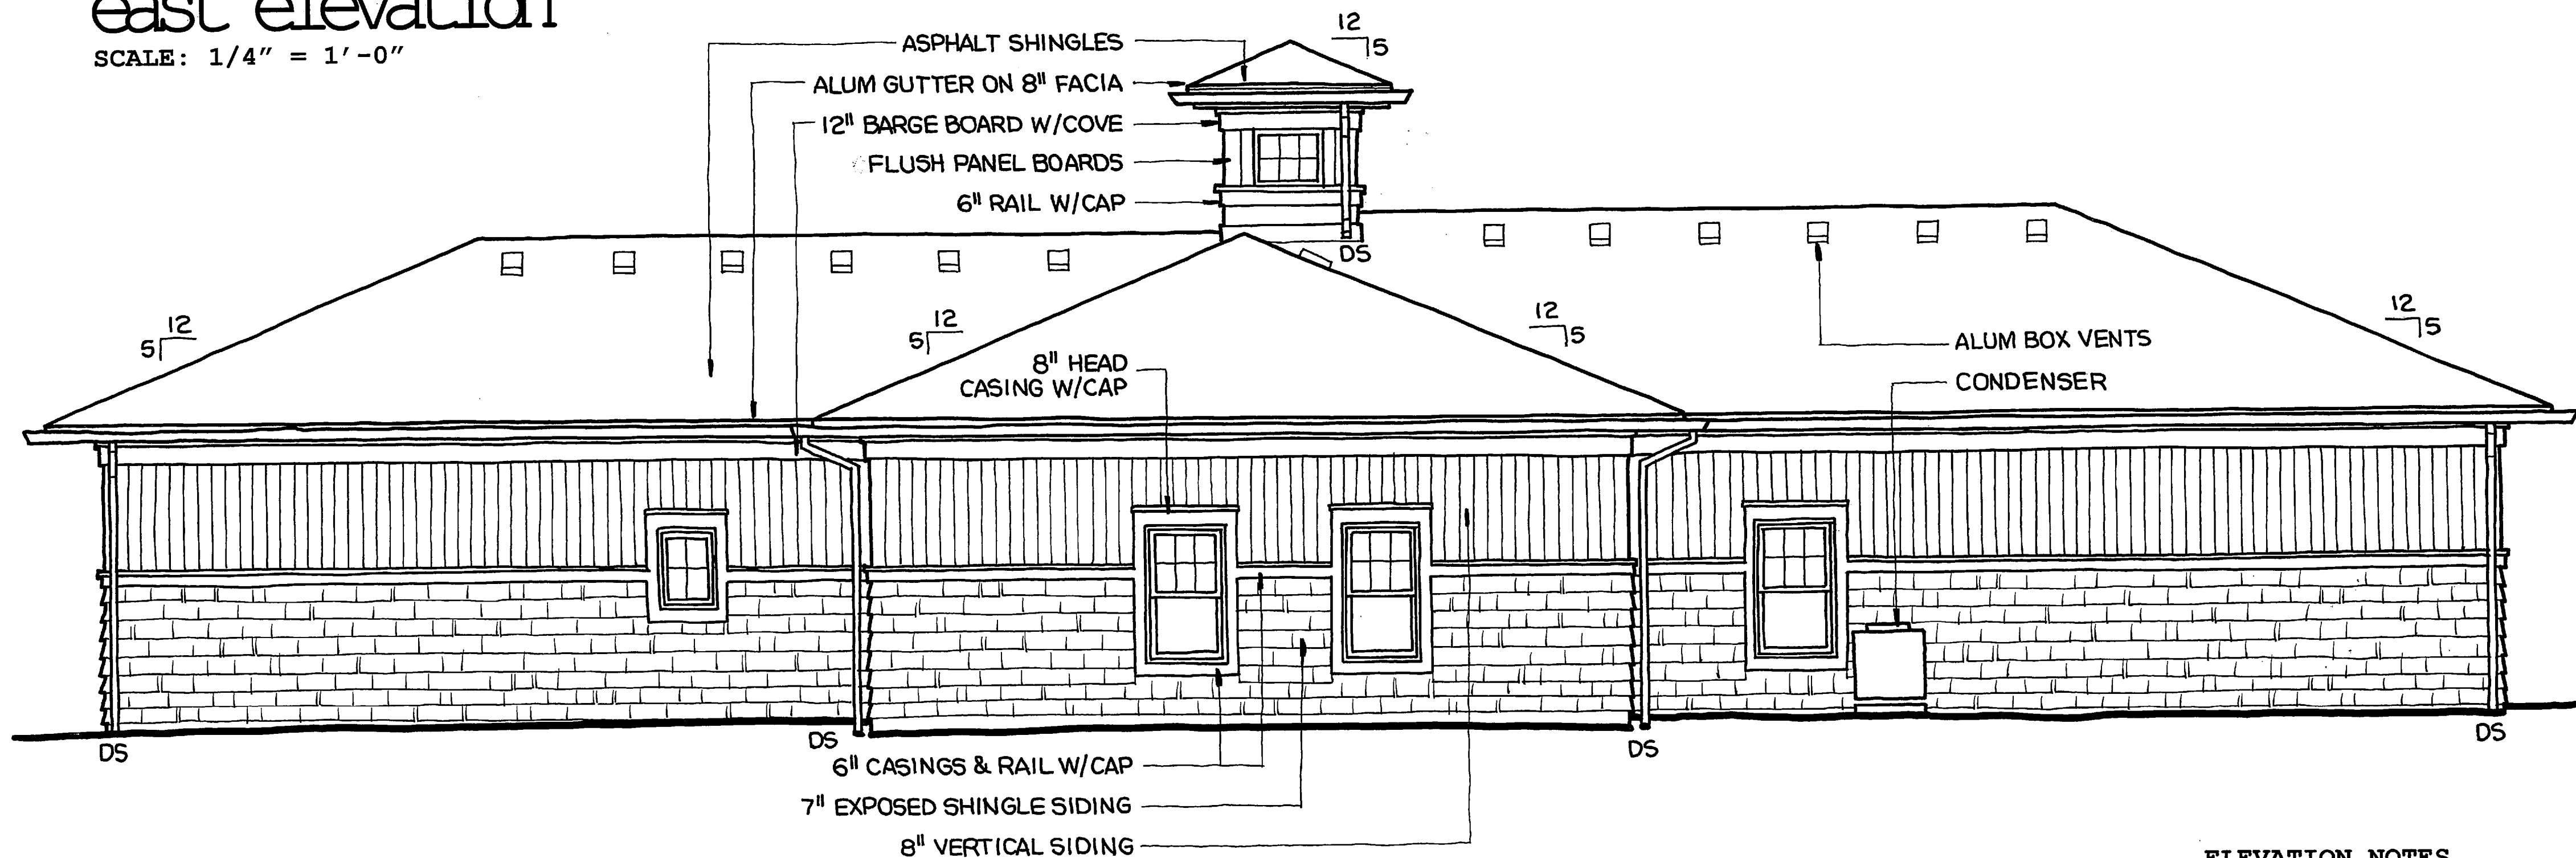 east elevation
SCALE: 1/4" = 1'-0"
12
5
ASPHALT SHINGLES
ALUM GUTTER ON 8" FACIA
12" BARGE BOARD W/COVE
FLUSH PANEL BOARDS
6" RAIL W/CAP
DS
12
5
12
5
12
5
12
5
8" HEAD
CASING W/CAP
ALUM BOX VENTS
CONDENSER
DS
DS
DS
DS
6" CASINGS & RAIL W/CAP
7" EXPOSED SHINGLE SIDING
8" VERTICAL SIDING
ELEVATION NOTES